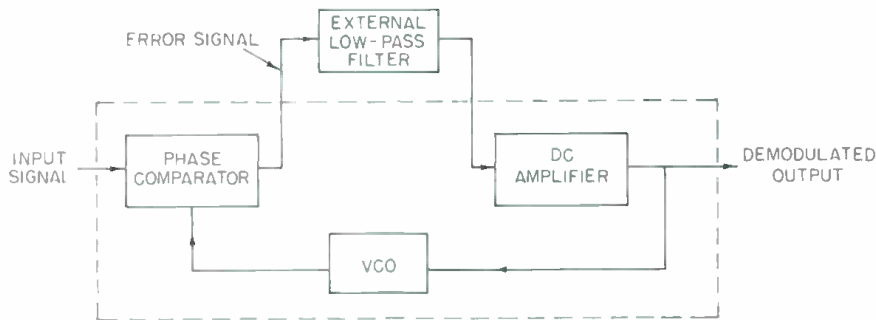 EXTERNAL
LOW-PASS
FILTER
ERROR SIGNAL
INPUT
SIGNAL
PHASE
COMPARATOR
DC
AMPLIFIER
DEMODULATED
OUTPUT
VCO